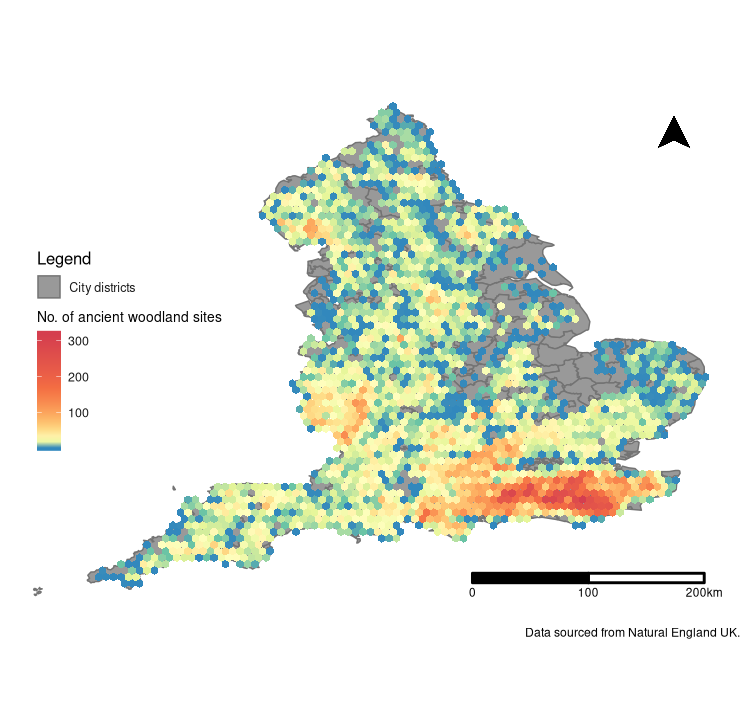 Legend
City districts
No. of ancient woodland sites
300
200
100
0
100
200km
Data sourced from Natural England UK.